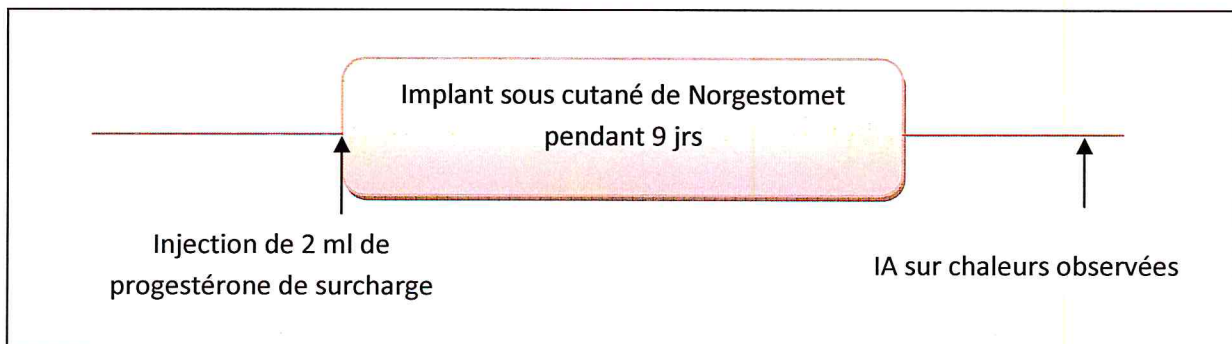 Implant sous cutané de Norgestomet
pendant 9 jrs
Injection de 2 ml de
progestérone de surcharge
IA sur chaleurs observées